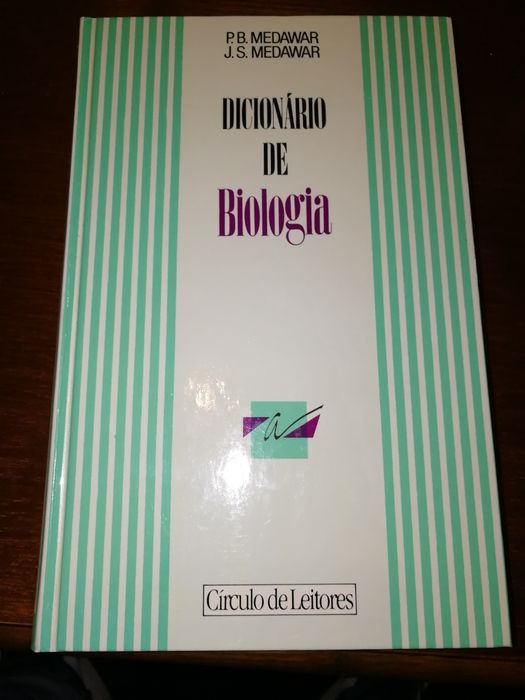 P. B. MEDAWAR
J. S. MEDAWAR
DICIONÁRIO
DE
Biologia
a
Círculo de Leitores